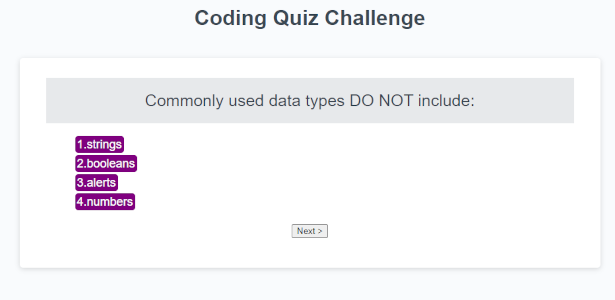 Coding Quiz Challenge
Commonly used data types DO NOT include:
1.strings
2.booleans
3.alerts
4.numbers
Next >